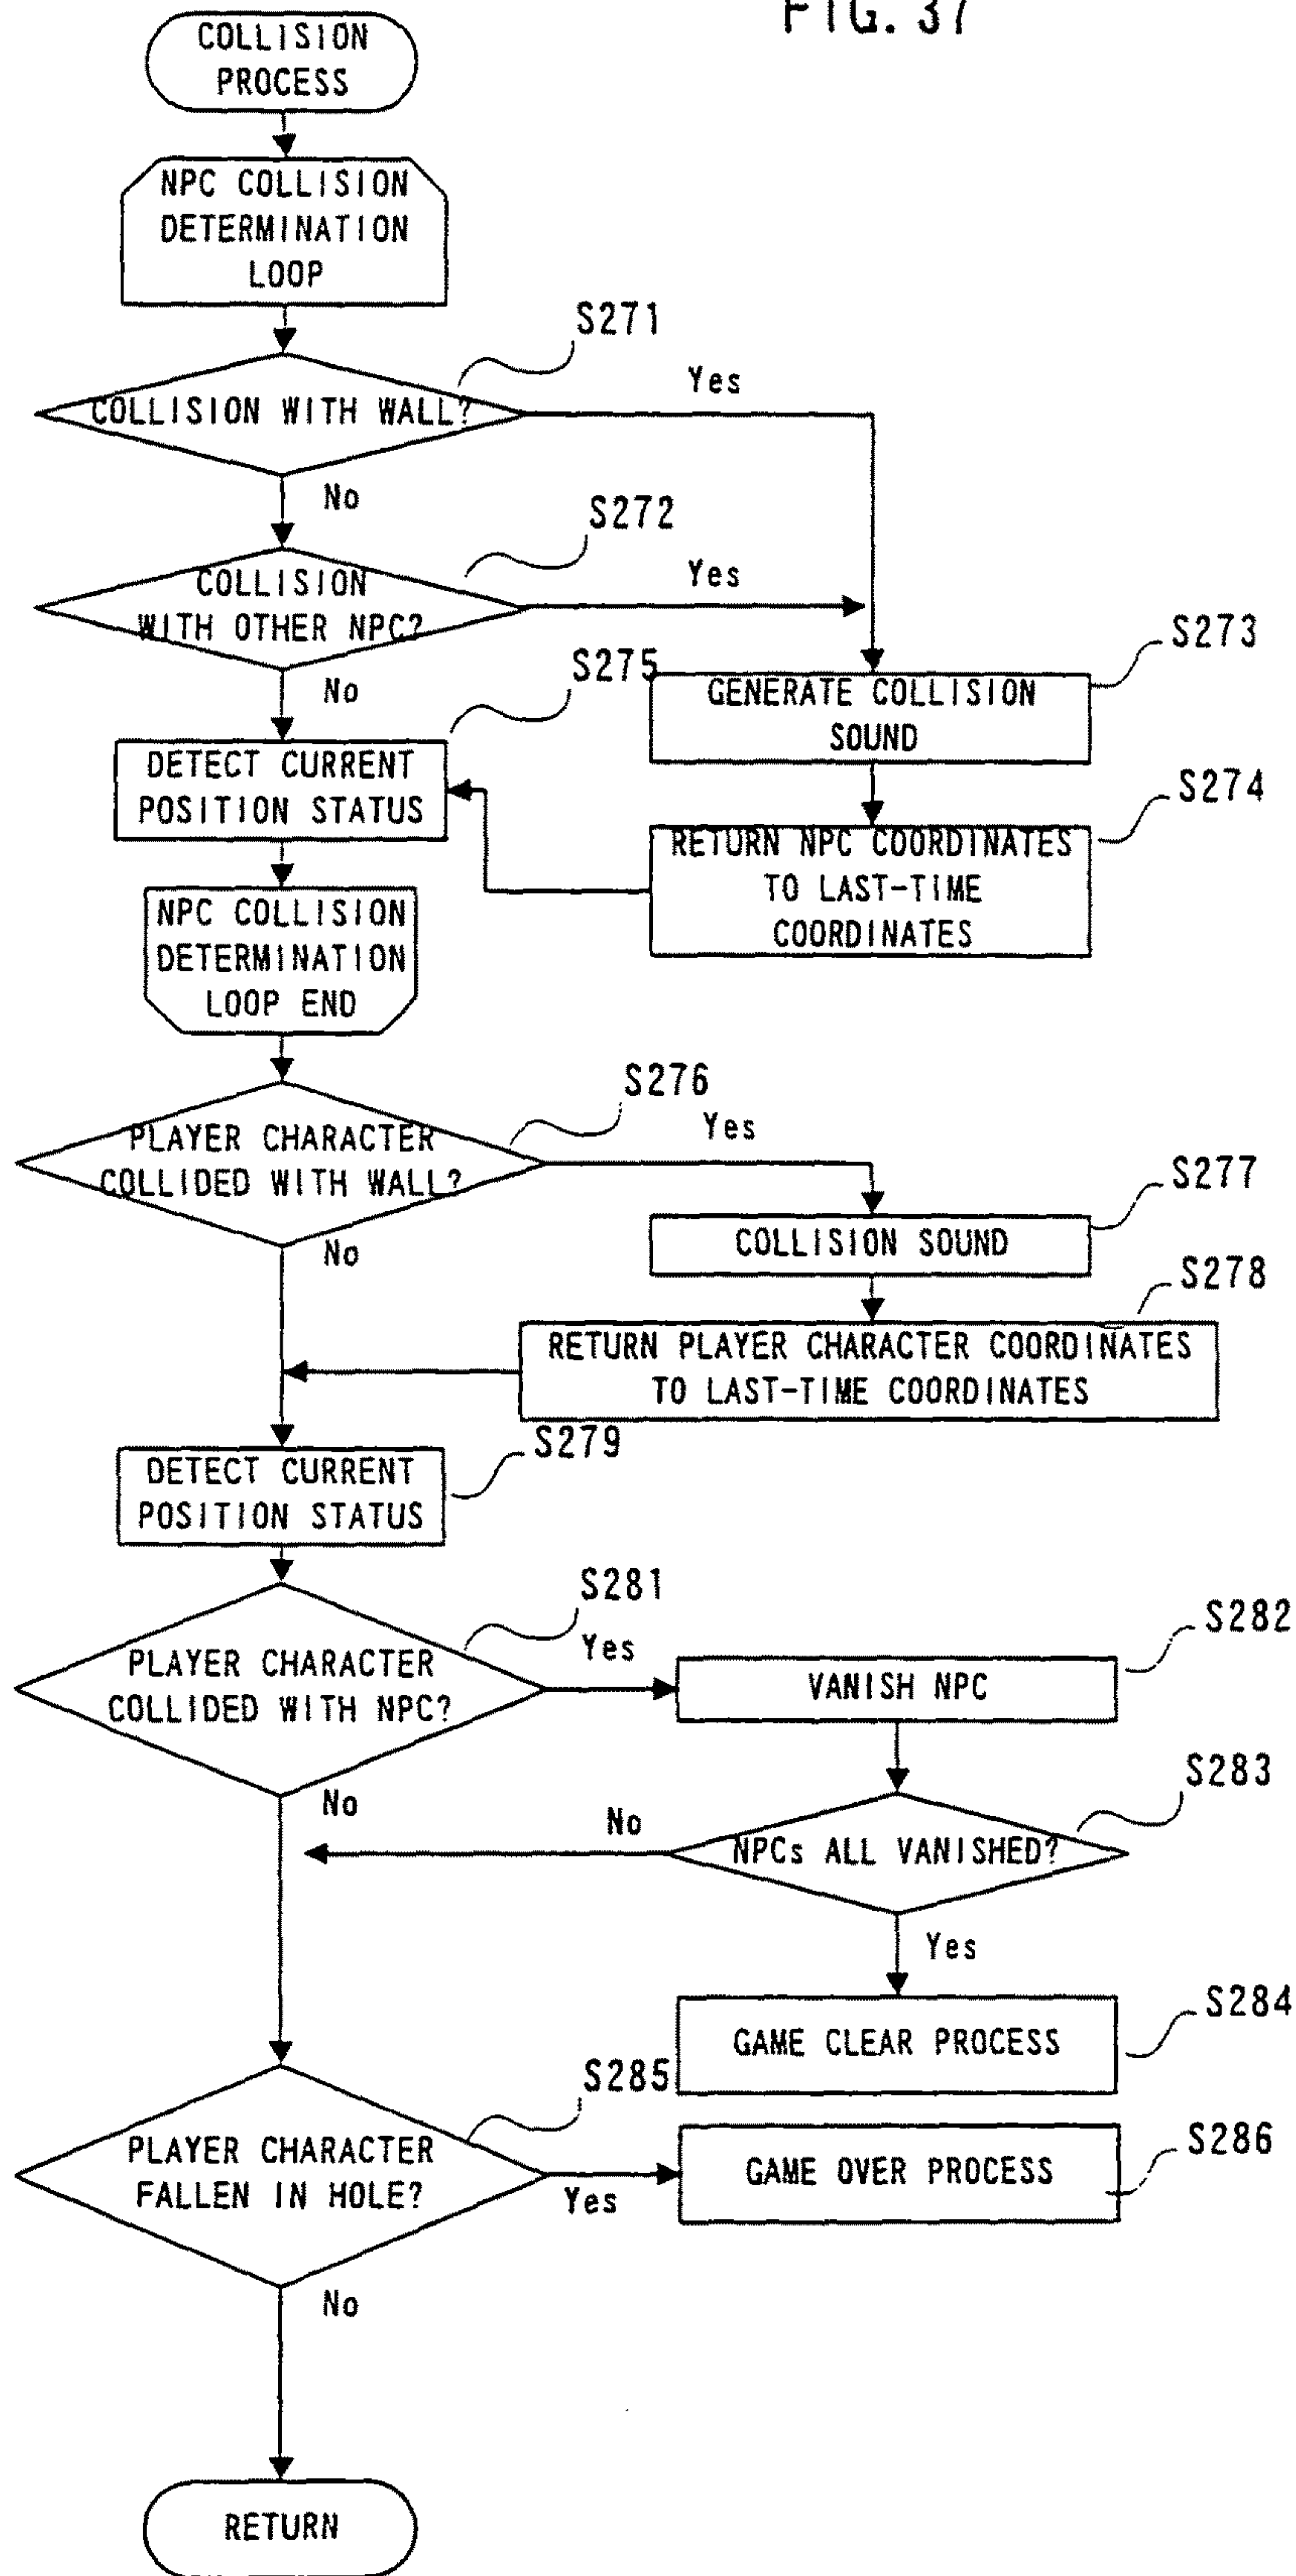 FIG. 37
COLLISION
PROCESS
NPC COLLISION
DETERMINATION
LOOP
S271
COLLISION WITH WALL?
Yes
No
S272
COLLISION
WITH OTHER NPC?
Yes
No
S273
GENERATE COLLISION
SOUND
S275
DETECT CURRENT
POSITION STATUS
S274
RETURN NPC COORDINATES
TO LAST-TIME
COORDINATES
NPC COLLISION
DETERMINATION
LOOP END
S276
PLAYER CHARACTER
COLLIDED WITH WALL?
Yes
No
S277
COLLISION SOUND
S278
RETURN PLAYER CHARACTER COORDINATES
TO LAST-TIME COORDINATES
S279
DETECT CURRENT
POSITION STATUS
S281
PLAYER CHARACTER
COLLIDED WITH NPC?
Yes
No
S282
VANISH NPC
S283
NPCs ALL VANISHED?
No
Yes
S284
GAME CLEAR PROCESS
S285
PLAYER CHARACTER
FALLEN IN HOLE?
Yes
No
S286
GAME OVER PROCESS
RETURN